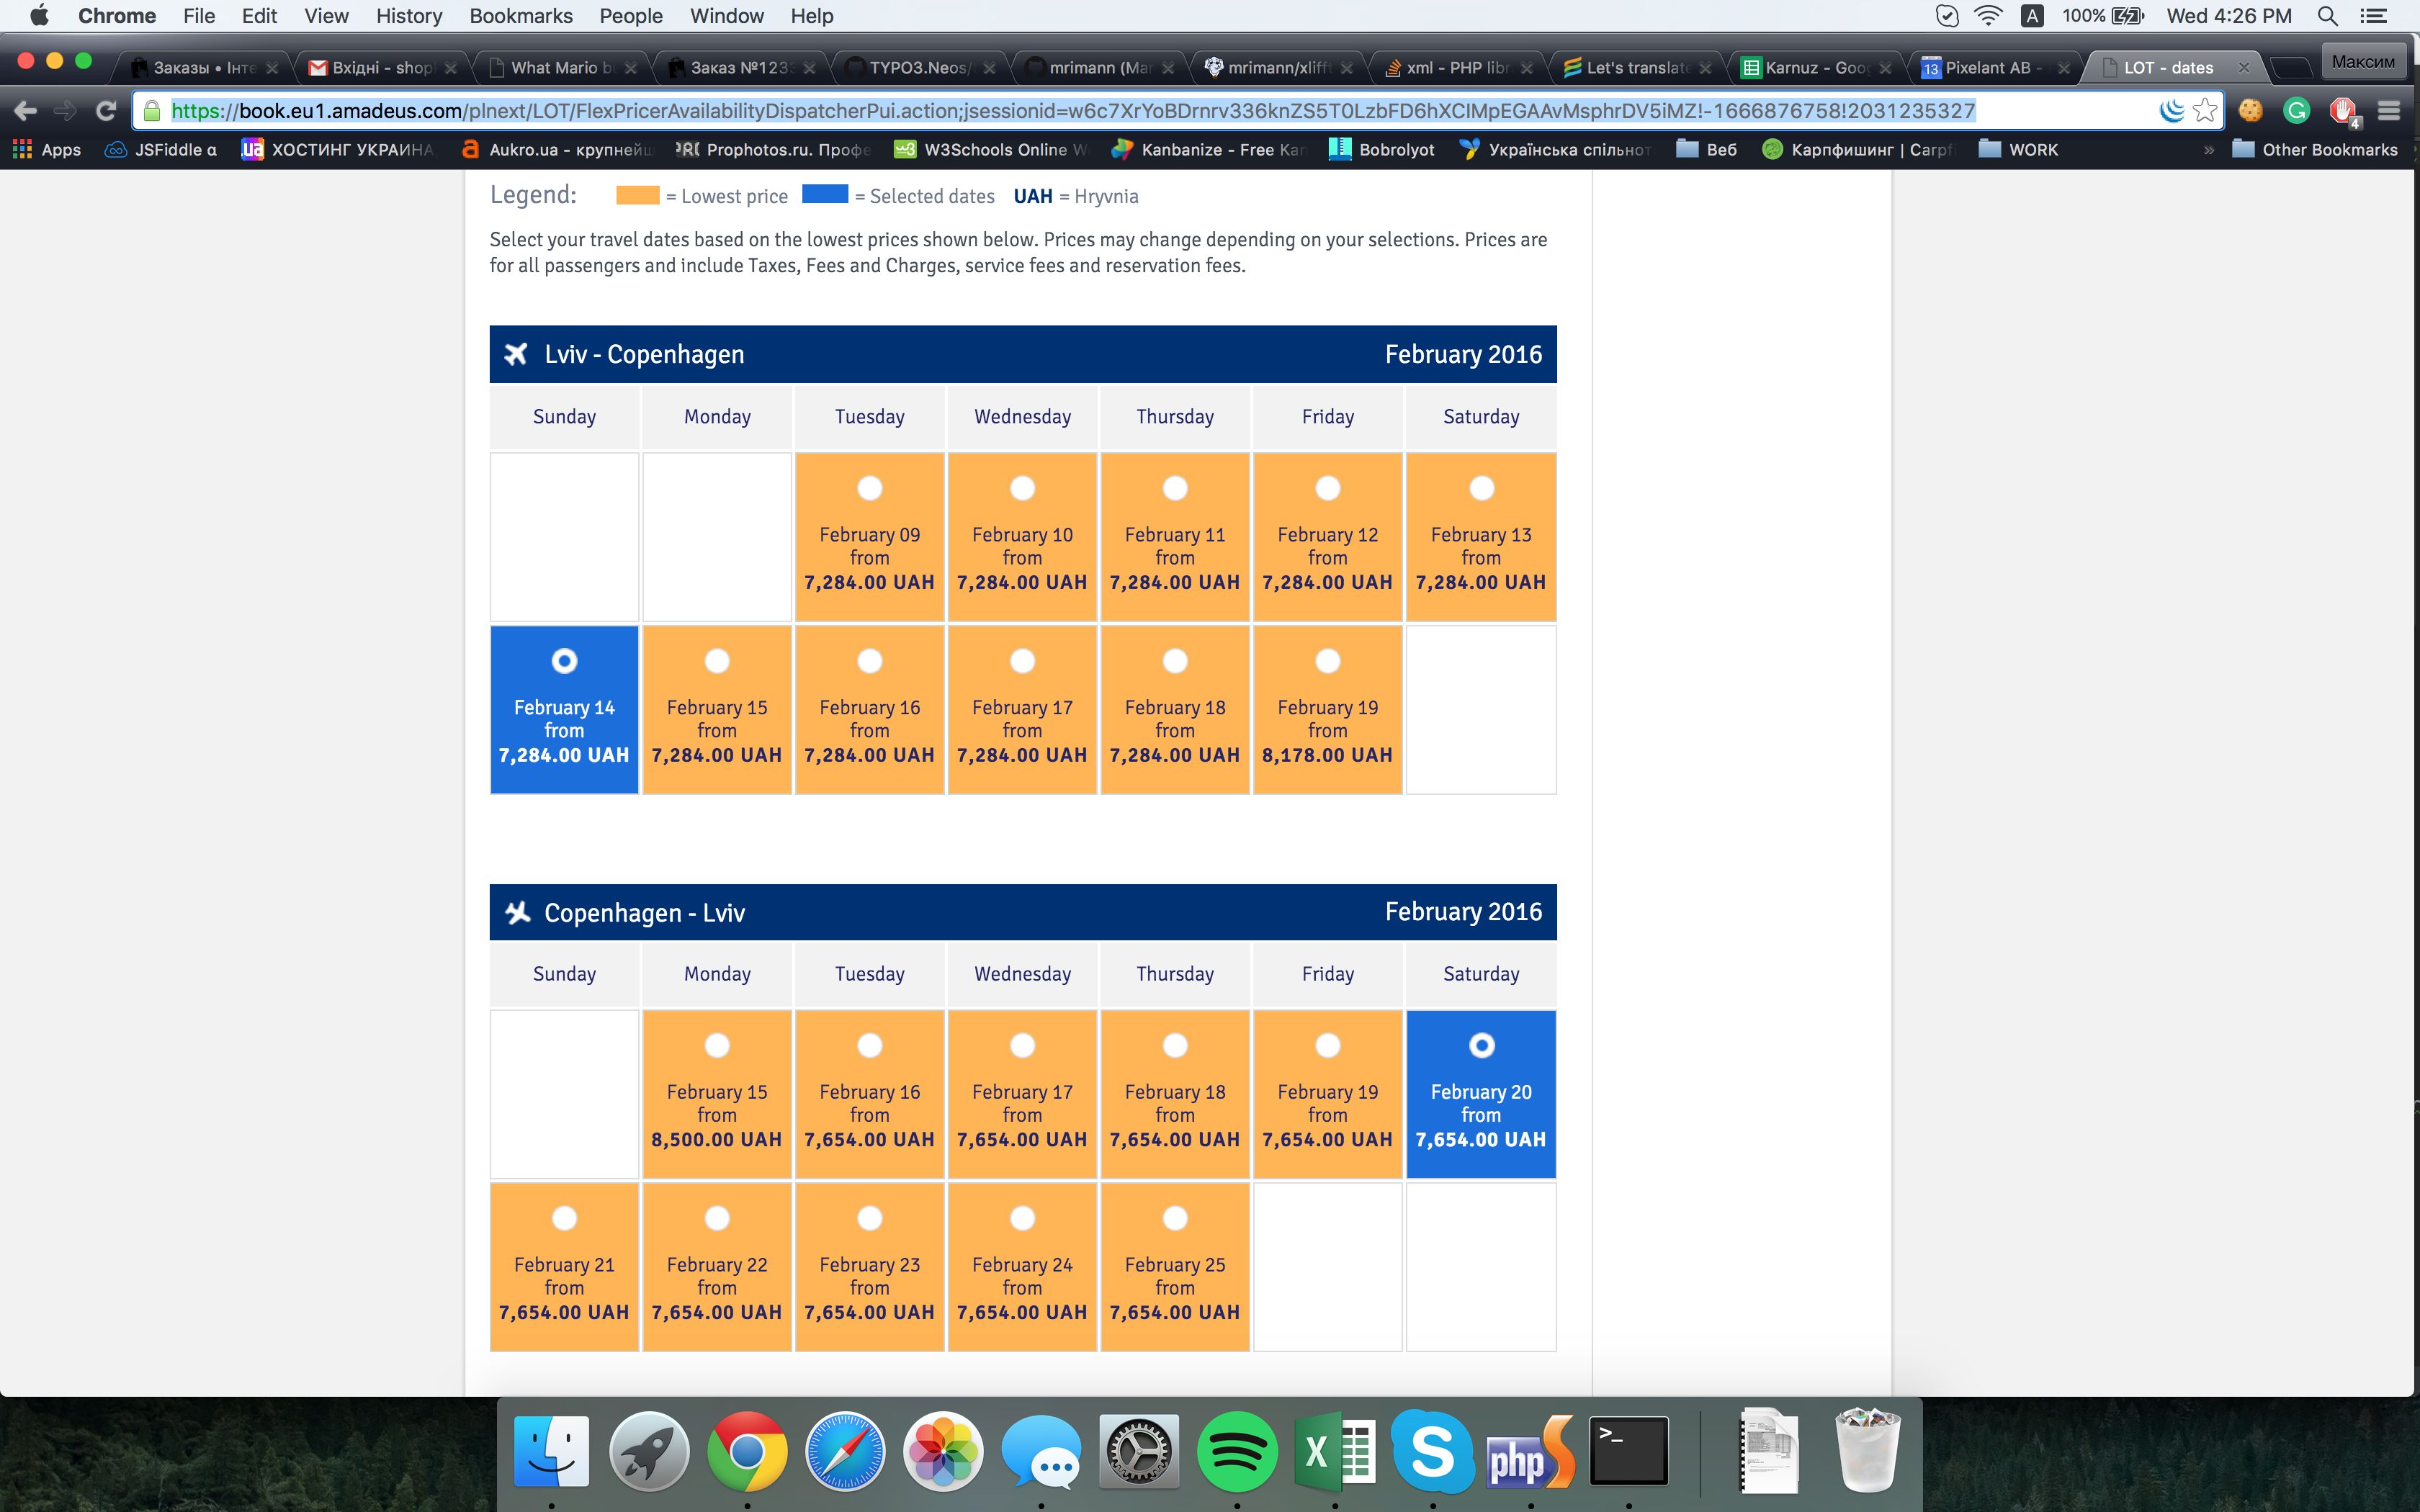 Chrome File Edit View History Bookmarks People Window Help
A 100% Wed 4:26 PM
Заказы • Інте Вхідні - shop What Mario b Заказ №123 TYPO3.Neos/ mrimann (Mar mrimann/xliff xml - PHP libr Let's translate Karnuz - Goog 13 Pixelant AB - LOT - dates Максим
https://book.eu1.amadeus.com/plnext/LOT/FlexPricerAvailabilityDispatcherPui.action;jsessionid=w6c7XrYoBDrnrv336knZS5T0LzbFD6hXCIMpEGAAvMsphrDV5iMZ!-1666876758!2031235327
4
Apps JSFiddle α ua ХОСТИНГ УКРАИНА Aukro.ua - крупней Prophotos.ru. Профе W3Schools Online W Kanbanize - Free Kan Bobrolyot Українська спільнот Веб Карпфишинг | Carpf WORK » Other Bookmarks
Legend: = Lowest price = Selected dates UAH = Hryvnia
Select your travel dates based on the lowest prices shown below. Prices may change depending on your selections. Prices are
for all passengers and include Taxes, Fees and Charges, service fees and reservation fees.
Lviv - Copenhagen February 2016
Sunday Monday Tuesday Wednesday Thursday Friday Saturday
February 09 February 10 February 11 February 12 February 13
from from from from from
7,284.00 UAH 7,284.00 UAH 7,284.00 UAH 7,284.00 UAH 7,284.00 UAH
February 14 February 15 February 16 February 17 February 18 February 19
from from from from from from
7,284.00 UAH 7,284.00 UAH 7,284.00 UAH 7,284.00 UAH 7,284.00 UAH 8,178.00 UAH
Copenhagen - Lviv February 2016
Sunday Monday Tuesday Wednesday Thursday Friday Saturday
February 15 February 16 February 17 February 18 February 19 February 20
from from from from from from
8,500.00 UAH 7,654.00 UAH 7,654.00 UAH 7,654.00 UAH 7,654.00 UAH 7,654.00 UAH
February 21 February 22 February 23 February 24 February 25
from from from from from
7,654.00 UAH 7,654.00 UAH 7,654.00 UAH 7,654.00 UAH 7,654.00 UAH
X S php S >_